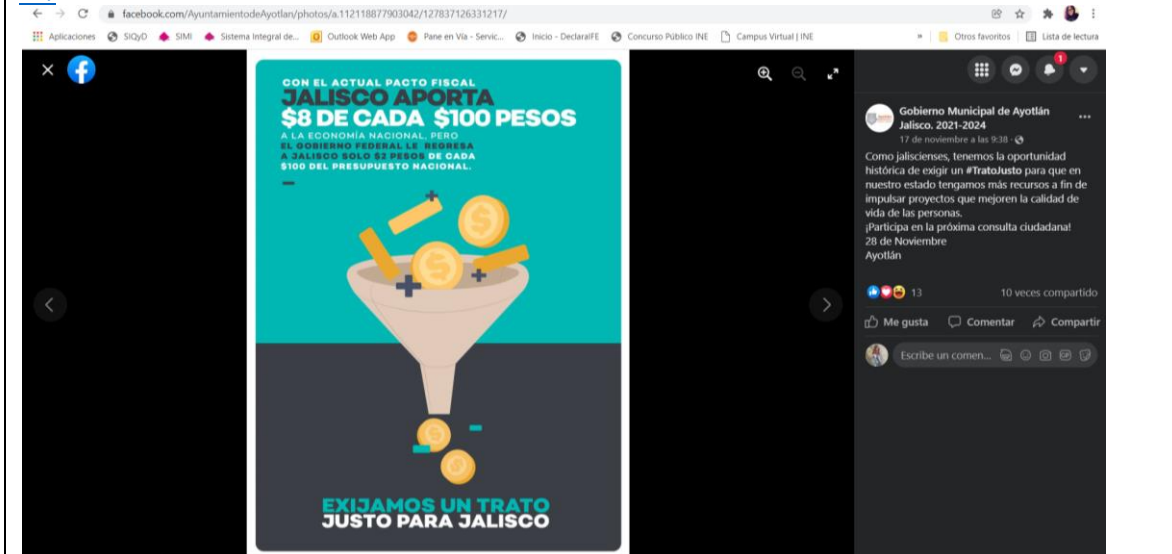 facebook.com/AyuntamientodeAyotlan/photos/a.112118877903042/127837126331217/
Aplicaciones SIQyD SIMI Sistema Integral de... Outlook Web App Pane en Vía - Servic... Inicio - DeclaraIFE Concurso Público INE Campus Virtual | INE » Otros favoritos Lista de lectura
CON EL ACTUAL PACTO FISCAL
JALISCO APORTA
$8 DE CADA $100 PESOS
A LA ECONOMÍA NACIONAL, PERO
EL GOBIERNO FEDERAL LE REGRESA
A JALISCO SOLO $2 PESOS DE CADA
$100 DEL PRESUPUESTO NACIONAL.
EXIJAMOS UN TRATO
JUSTO PARA JALISCO
1
Gobierno Municipal de Ayotlán
Jalisco. 2021-2024
17 de noviembre a las 9:38 ·
Como jaliscienses, tenemos la oportunidad
histórica de exigir un #TratoJusto para que en
nuestro estado tengamos más recursos a fin de
impulsar proyectos que mejoren la calidad de
vida de las personas.
¡Participa en la próxima consulta ciudadana!
28 de Noviembre
Ayotlán
13 10 veces compartido
Me gusta Comentar Compartir
Escribe un comen...